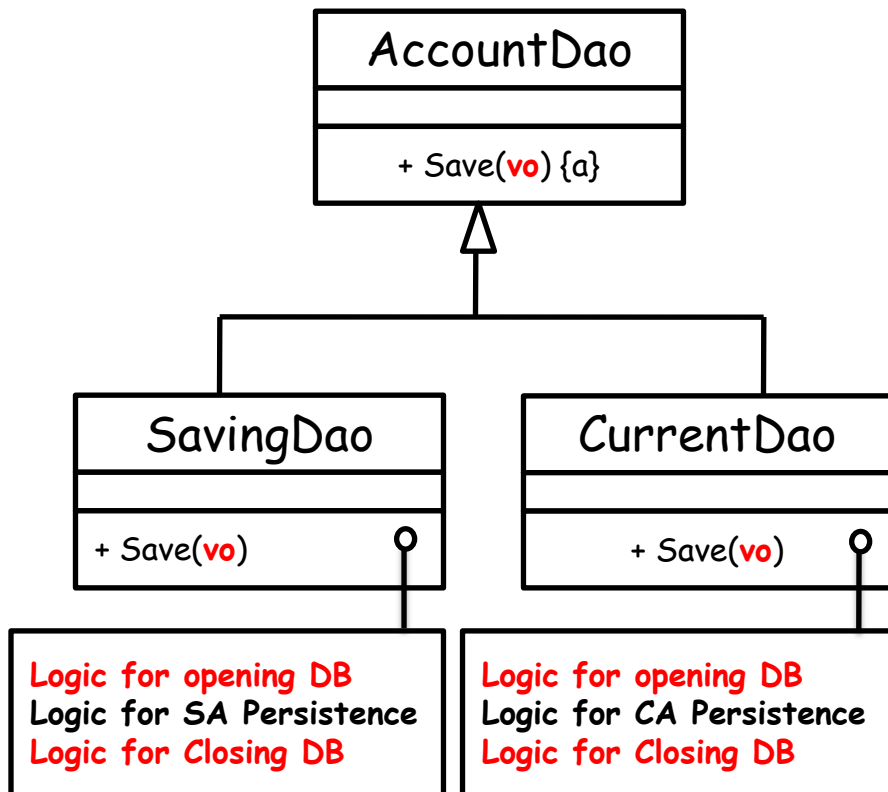 AccountDao
+ Save(vo) {a}
SavingDao
+ Save(vo)
CurrentDao
+ Save(vo)
Logic for opening DB
Logic for SA Persistence
Logic for Closing DB
Logic for opening DB
Logic for CA Persistence
Logic for Closing DB